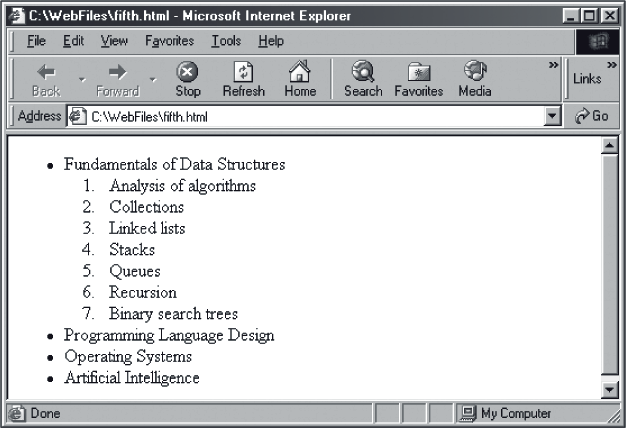 C:\WebFiles\fifth.html - Microsoft Internet Explorer
File Edit View Favorites Tools Help
Back Forward Stop Refresh Home Search Favorites Media » Links »
Address C:\WebFiles\fifth.html Go
• Fundamentals of Data Structures
1. Analysis of algorithms
2. Collections
3. Linked lists
4. Stacks
5. Queues
6. Recursion
7. Binary search trees
• Programming Language Design
• Operating Systems
• Artificial Intelligence
Done My Computer